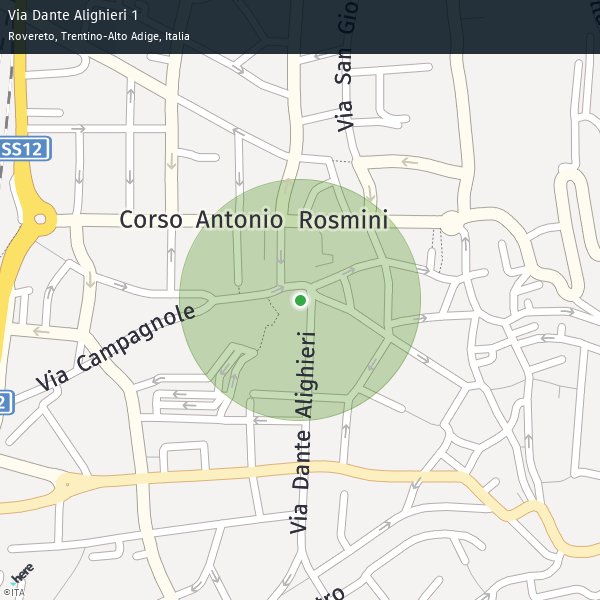 Via Dante Alighieri 1
Rovereto, Trentino-Alto Adige, Italia
Via San Gio
SS12
Corso Antonio Rosmini
Via Campagnole
Via Dante Alighieri
2
here
©ITA
tro